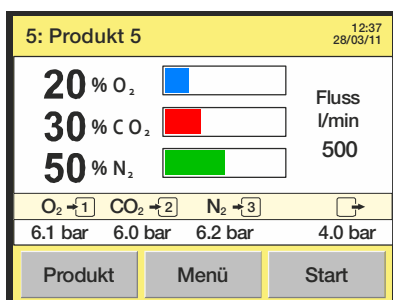 5: Produkt 5
12:37
28/03/11
20 % O₂
30 % CO₂
50 % N₂
Fluss
l/min
500
O₂ →1 CO₂ →2 N₂ →3
6.1 bar 6.0 bar 6.2 bar 4.0 bar
Produkt Menü Start